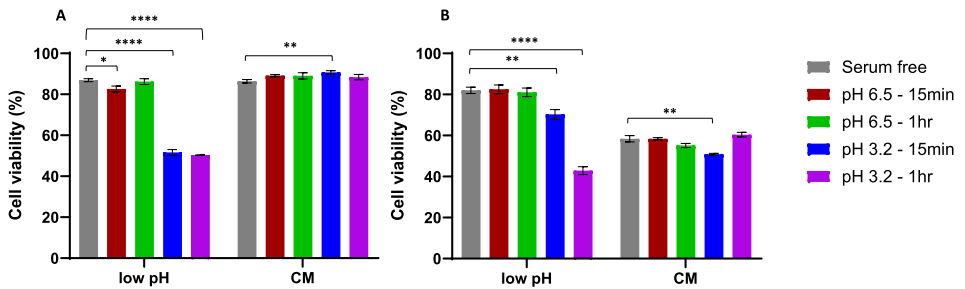 A
****
****
*
**
Cell viability (%)
100
80
60
40
20
0
low pH
CM
B
****
**
**
Cell viability (%)
100
80
60
40
20
0
low pH
CM
Serum free
pH 6.5 - 15min
pH 6.5 - 1hr
pH 3.2 - 15min
pH 3.2 - 1hr